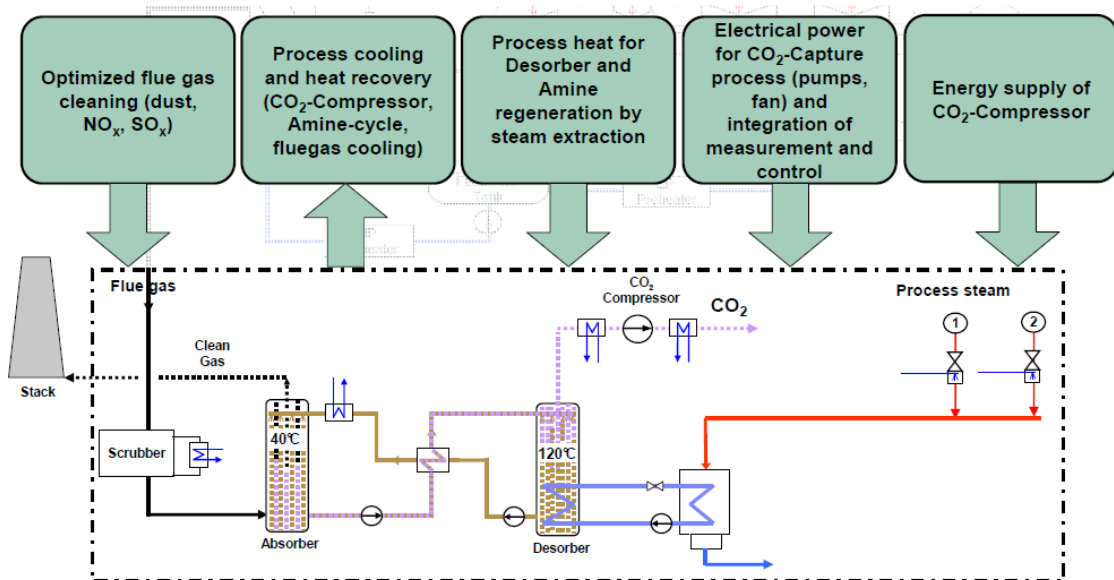 Optimized flue gas
cleaning (dust,
NOx, SOx)
Process cooling
and heat recovery
(CO2-Compressor,
Amine-cycle,
fluegas cooling)
Process heat for
Desorber and
Amine
regeneration by
steam extraction
Electrical power
for CO2-Capture
process (pumps,
fan) and
integration of
measurement and
control
Energy supply of
CO2-Compressor
Tank
Preheater
Flue gas
CO2
Compressor
CO2
Process steam
1
2
Clean
Gas
Stack
Scrubber
40℃
120℃
Absorber
Desorber